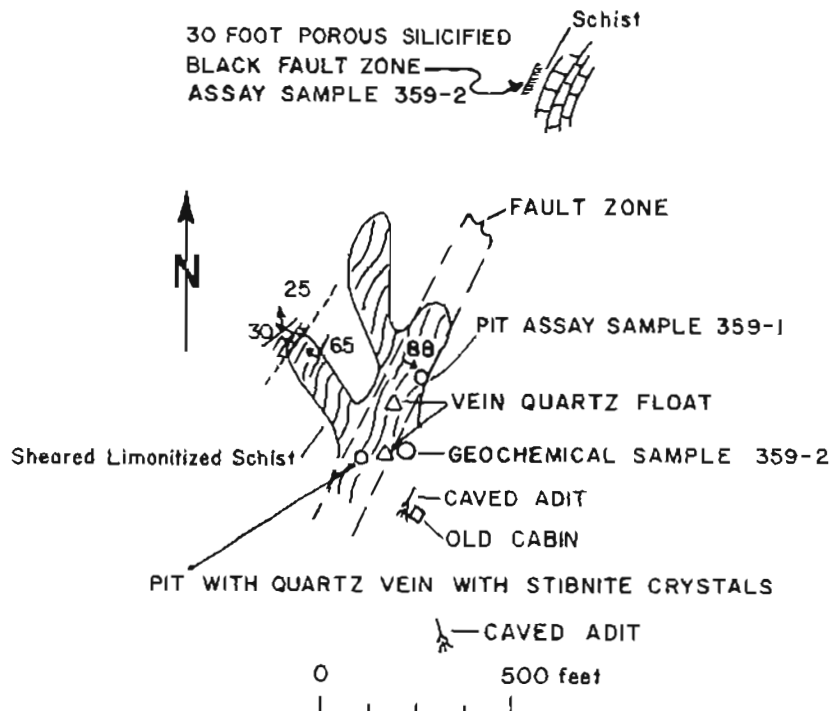 Schist
30 FOOT POROUS SILICIFIED
BLACK FAULT ZONE
ASSAY SAMPLE 359-2
FAULT ZONE
N
25
30
65
PIT ASSAY SAMPLE 359-1
88
VEIN QUARTZ FLOAT
Sheared Limonitized Schist
GEOCHEMICAL SAMPLE 359-2
CAVED ADIT
OLD CABIN
PIT WITH QUARTZ VEIN WITH STIBNITE CRYSTALS
CAVED ADIT
0 500 feet